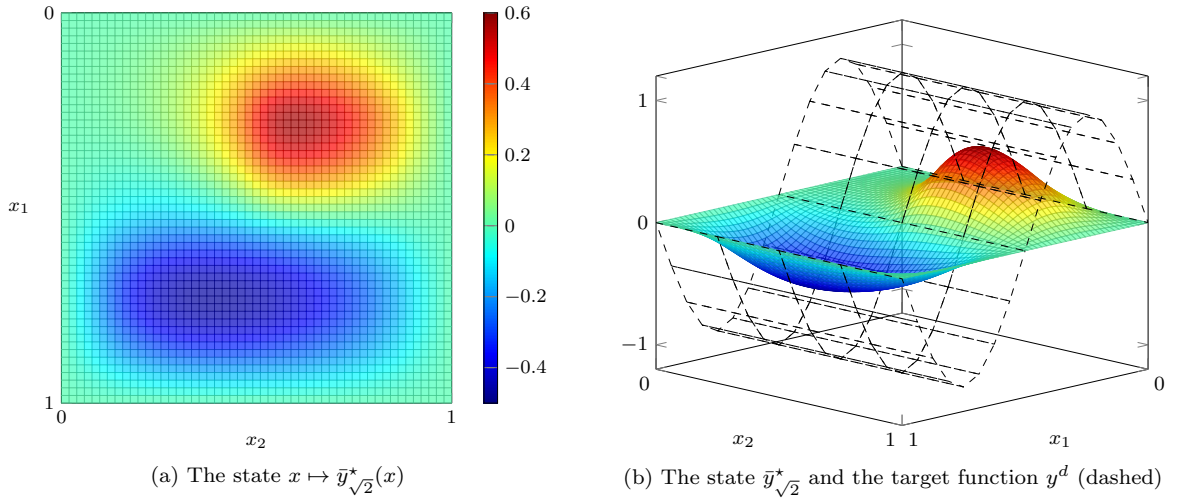 0
x₁
1
0
x₂
1
0.6
0.4
0.2
0
−0.2
−0.4
(a) The state x ↦ ȳ*_√2(x)
1
0
−1
0
x₂
1
1
x₁
0
(b) The state ȳ*_√2 and the target function yᵈ (dashed)